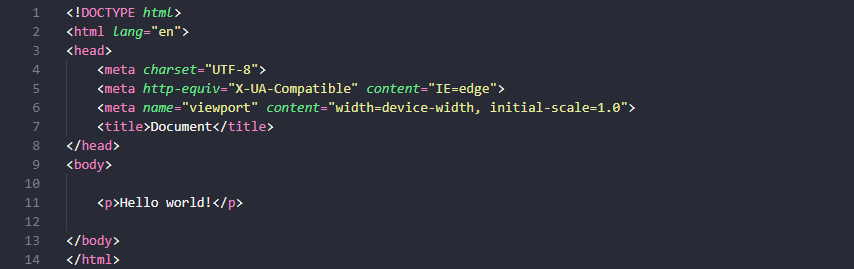 1 <!DOCTYPE html>
2 <html lang="en">
3 <head>
4     <meta charset="UTF-8">
5     <meta http-equiv="X-UA-Compatible" content="IE=edge">
6     <meta name="viewport" content="width=device-width, initial-scale=1.0">
7     <title>Document</title>
8 </head>
9 <body>
10
11     <p>Hello world!</p>
12
13 </body>
14 </html>